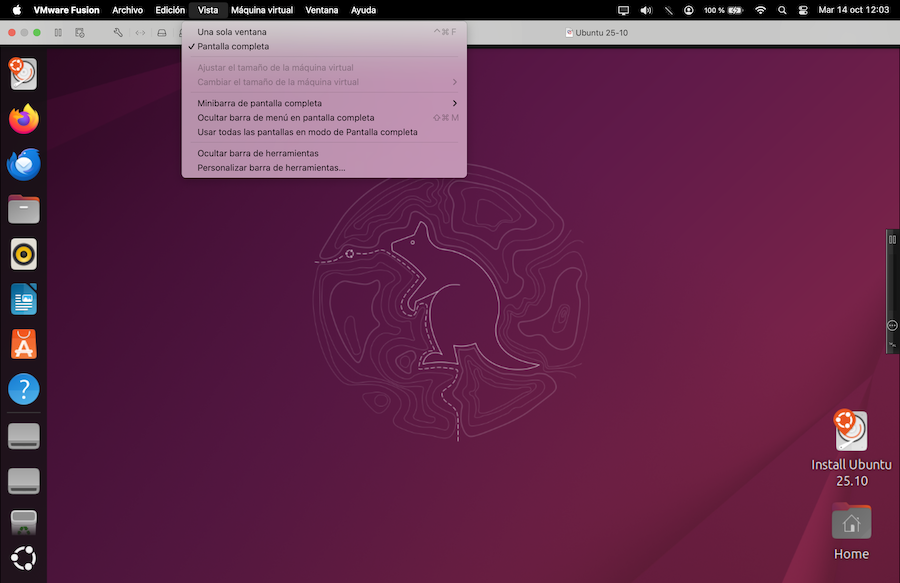 VMware Fusion Archivo Edición Vista Máquina virtual Ventana Ayuda 100 % Mar 14 oct 12:03
Ubuntu 25-10
Una sola ventana ^⌘F
✓ Pantalla completa
Ajustar el tamaño de la máquina virtual
Cambiar el tamaño de la máquina virtual >
Minibarra de pantalla completa >
Ocultar barra de menú en pantalla completa ⇧⌘M
Usar todas las pantallas en modo de Pantalla completa
Ocultar barra de herramientas
Personalizar barra de herramientas...
Install Ubuntu
25.10
Home